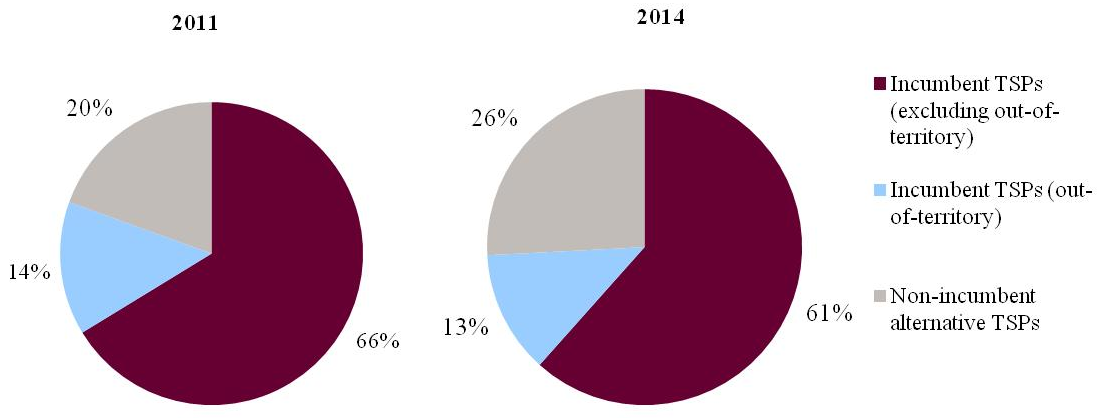 2011
2014
20%
14%
66%
26%
13%
61%
Incumbent TSPs
(excluding out-of-
territory)
Incumbent TSPs (out-
of-territory)
Non-incumbent
alternative TSPs